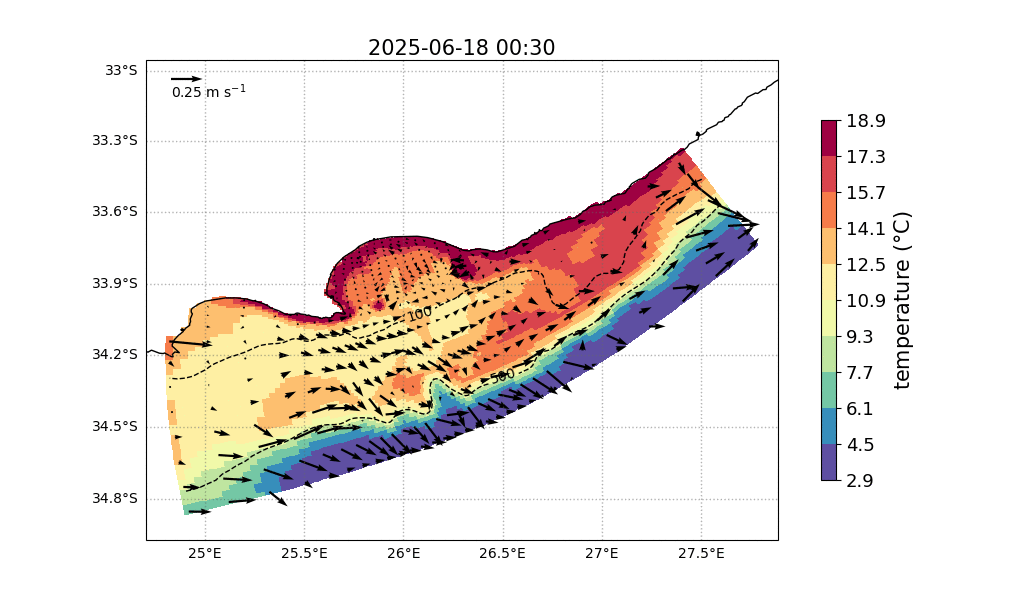 2025-06-18 00:30
0.25 m s⁻¹
33°S
33.3°S
33.6°S
33.9°S
34.2°S
34.5°S
34.8°S
100
500
25°E 25.5°E 26°E 26.5°E 27°E 27.5°E
18.9
17.3
15.7
14.1
12.5
10.9
9.3
7.7
6.1
4.5
2.9
temperature (°C)